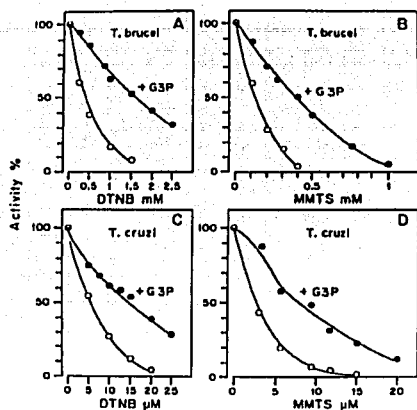 A
T. brucei
+ G3P
100
50
0
0 0.5 1 1.5 2 2.5
DTNB mM
B
T. brucei
+ G3P
100
50
0
0 0.5 1
MMTS mM
Activity %
C
T. cruzi
+ G3P
100
50
0
0 5 10 15 20 25
DTNB μM
D
T. cruzi
+ G3P
100
50
0
0 5 10 15 20
MMTS μM